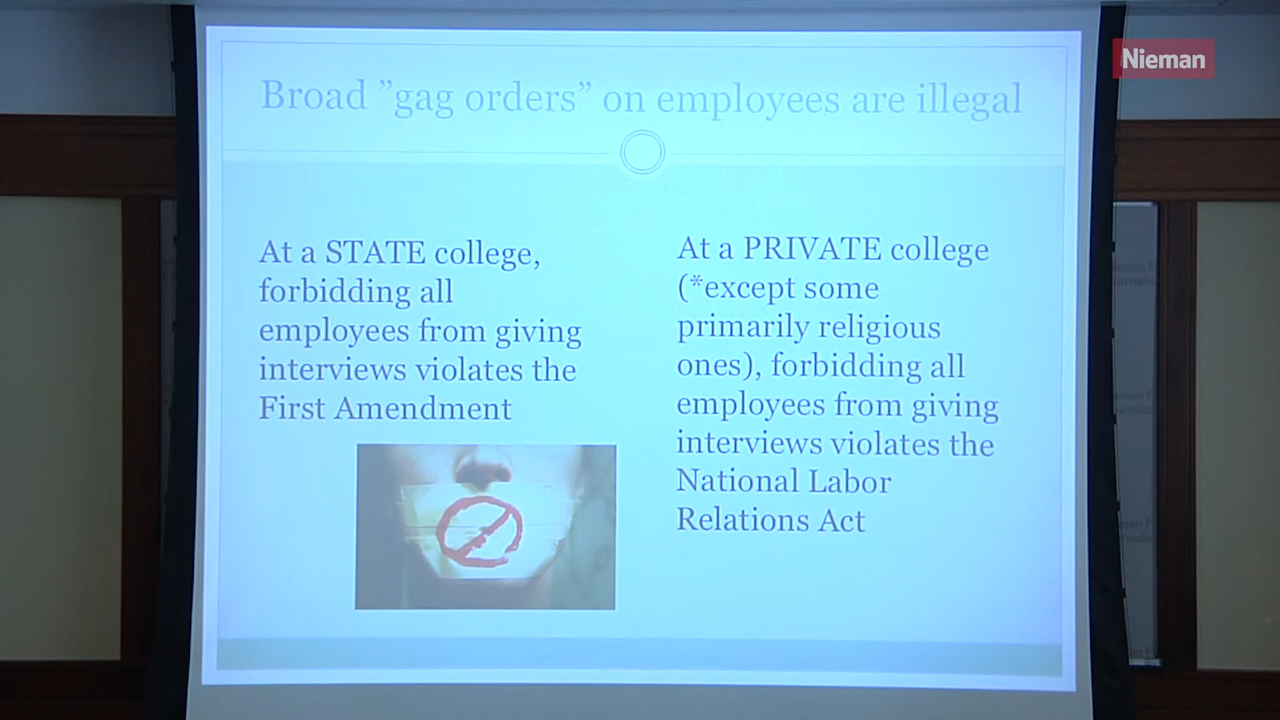 Nieman
Broad ”gag orders” on employees are illegal
At a STATE college,
forbidding all
employees from giving
interviews violates the
First Amendment
At a PRIVATE college
(*except some
primarily religious
ones), forbidding all
employees from giving
interviews violates the
National Labor
Relations Act